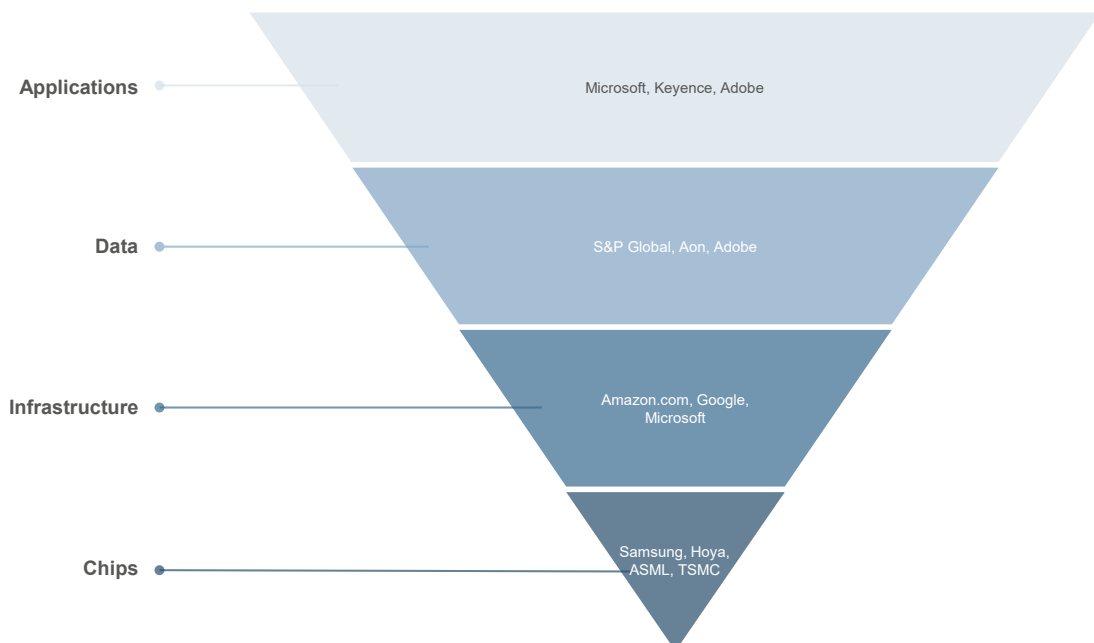 Applications
Microsoft, Keyence, Adobe
Data
S&P Global, Aon, Adobe
Infrastructure
Amazon.com, Google,
Microsoft
Chips
Samsung, Hoya,
ASML, TSMC